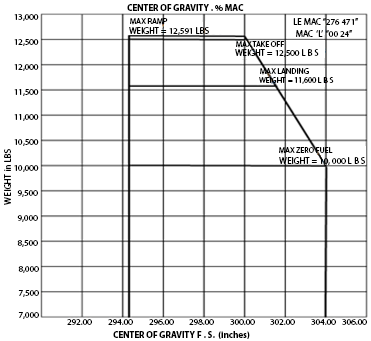 CENTER OF GRAVITY . % MAC
13,000
MAX RAMP
WEIGHT = 12,591 LBS
LE MAC "276 471"
MAC 'L' "00 24"
12,500
MAX TAKE OFF
WEIGHT = 12,500 L B S
12,000
MAX LANDING
WEIGHT = 11,600 L B S
11,500
11,000
10,500
MAX ZERO FUEL
WEIGHT = 10, 000 L B S
10,000
9,500
9,000
8,500
8,000
7,500
7,000
WEIGHT in LBS
292.00 294.00 296.00 298.00 300.00 302.00 304.00 306.00
CENTER OF GRAVITY F . S. (Inches)